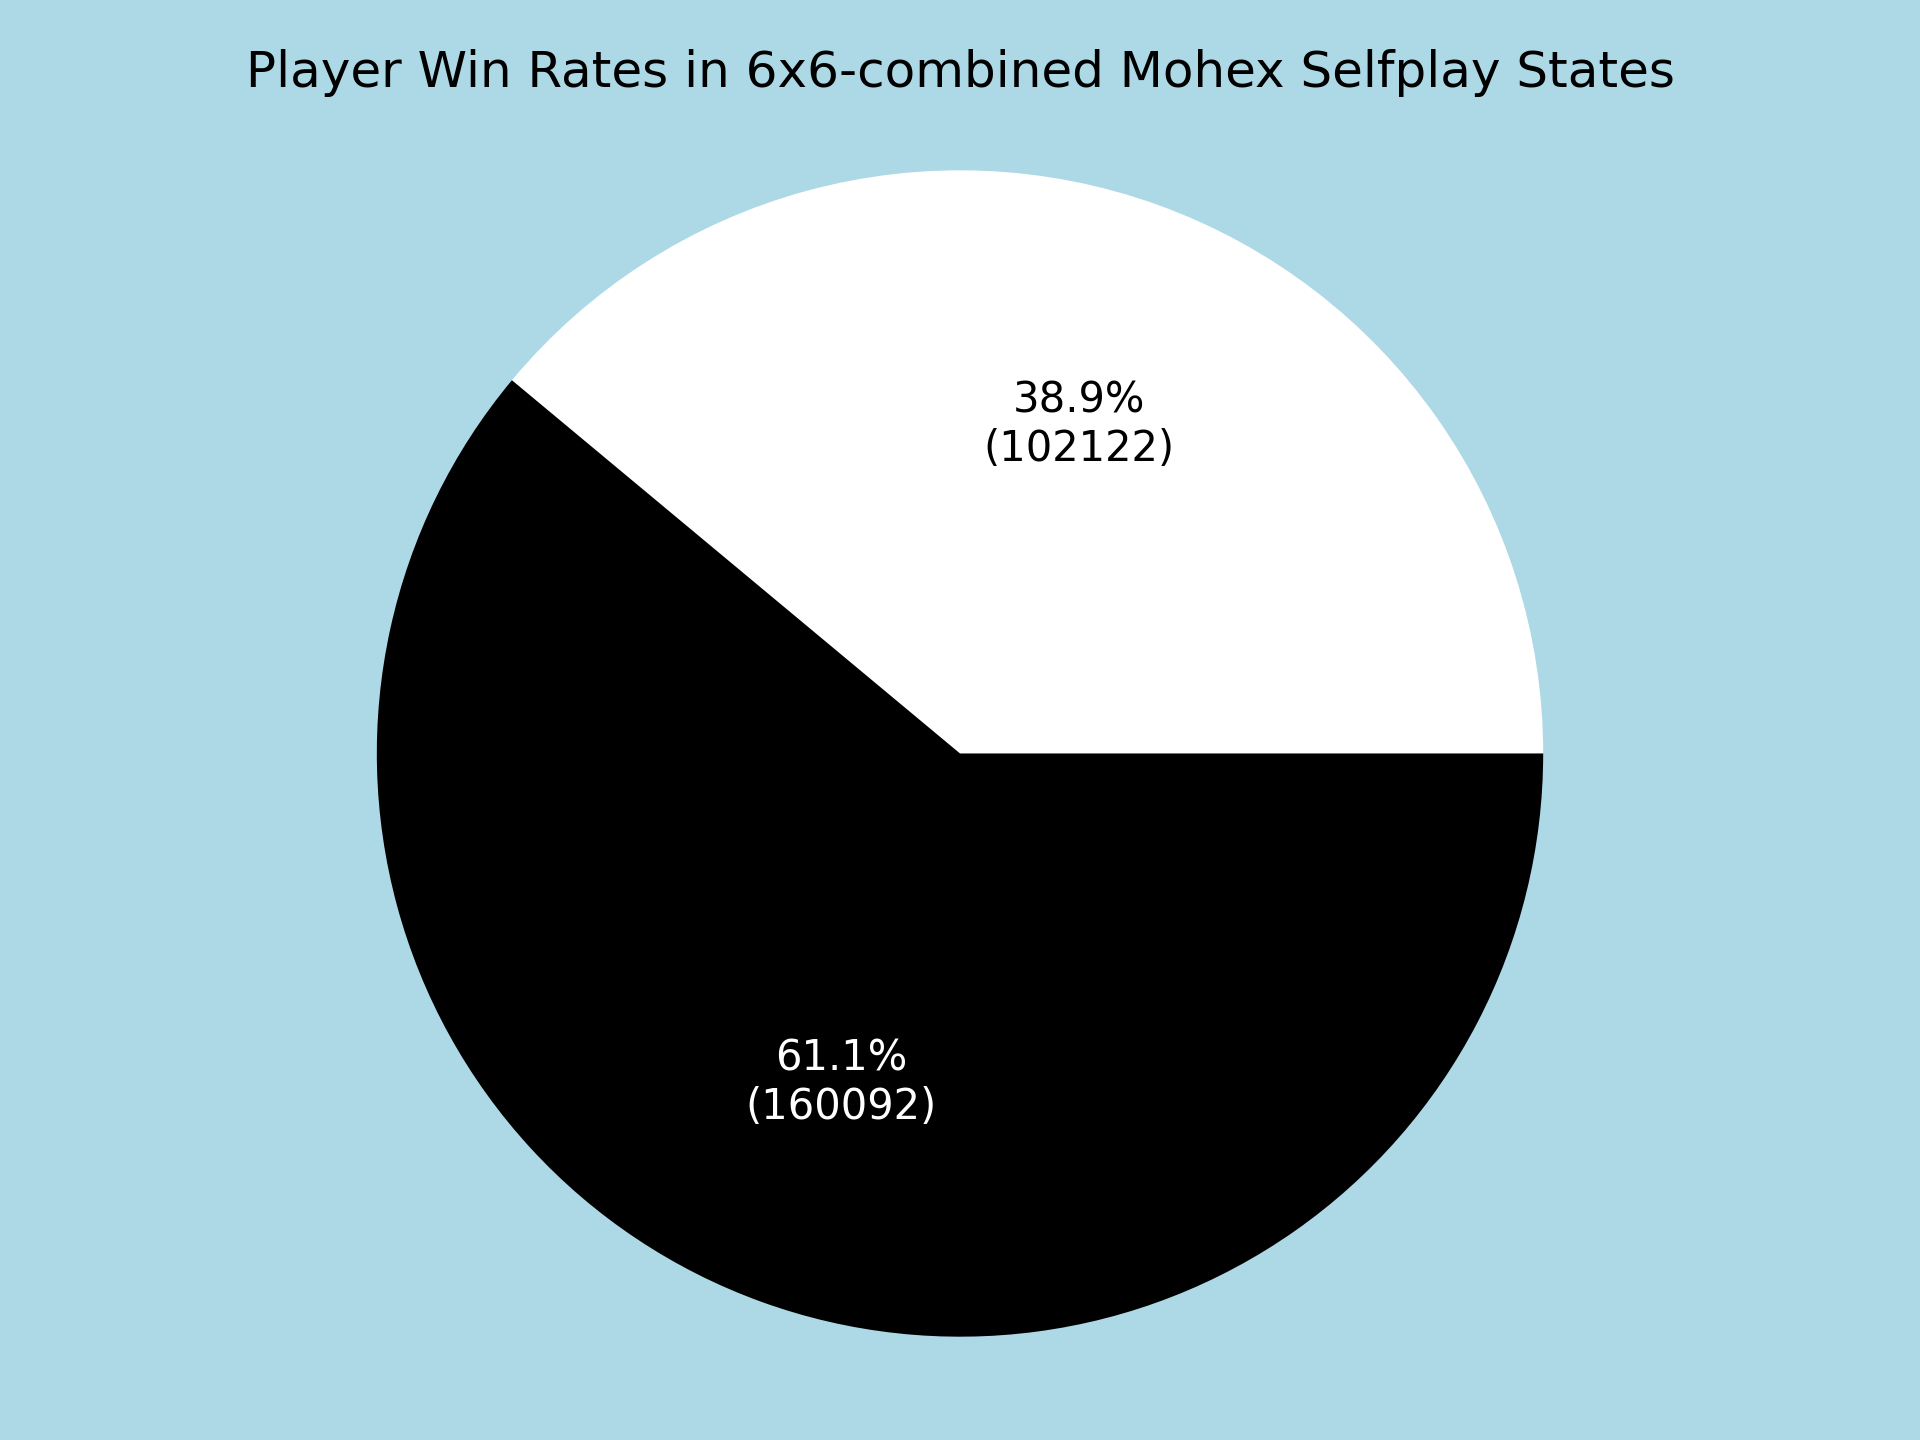 Player Win Rates in 6x6-combined Mohex Selfplay States
38.9%
(102122)
61.1%
(160092)